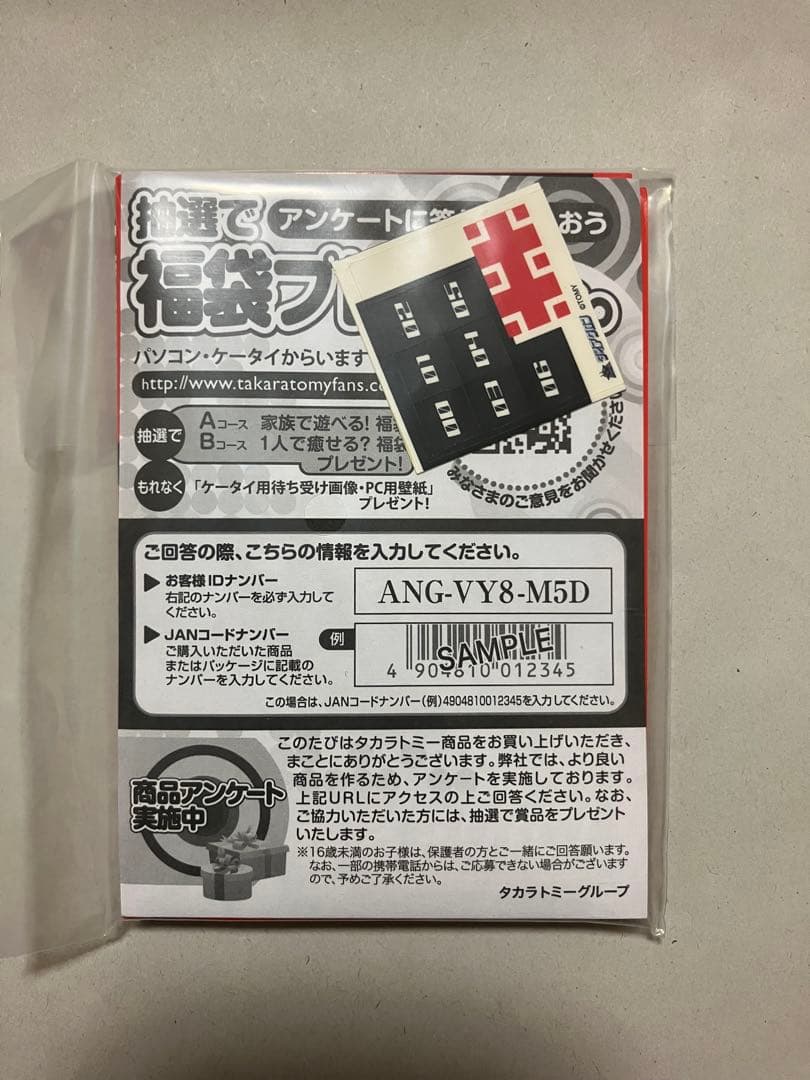 抽選で アンケートに答 おう
福袋プレ
パソコン・ケータイからいます
http://www.takaratomyfans.c
抽選で
Aコース 家族で遊べる! 福
Bコース 1人で癒せる? 福袋
プレゼント!
もれなく 「ケータイ用待ち受け画像・PC用壁紙」
プレゼント!
みなさまのご意見をお聞かせください
05
02
04
01
06
03
00
©TOMY
ダイアクロン
ご回答の際、こちらの情報を入力してください。
お客様IDナンバー
右記のナンバーを必ず入力して
ください。
ANG-VY8-M5D
JANコードナンバー
ご購入いただいた商品
またはパッケージに記載の
ナンバーを入力してください。
例
SAMPLE
4 904810 012345
この場合は、JANコードナンバー(例)4904810012345を入力してください。
商品アンケート
実施中
このたびはタカラトミー商品をお買い上げいただき、
まことにありがとうございます。弊社では、より良い
商品を作るため、アンケートを実施しております。
上記URLにアクセスの上ご回答ください。なお、
ご協力いただいた方には、抽選で賞品をプレゼント
いたします。
※16歳未満のお子様は、保護者の方とご一緒にご回答願います。
なお、一部の携帯電話からは、ご応募できない場合がございます
ので、予めご了承ください。
タカラトミーグループ